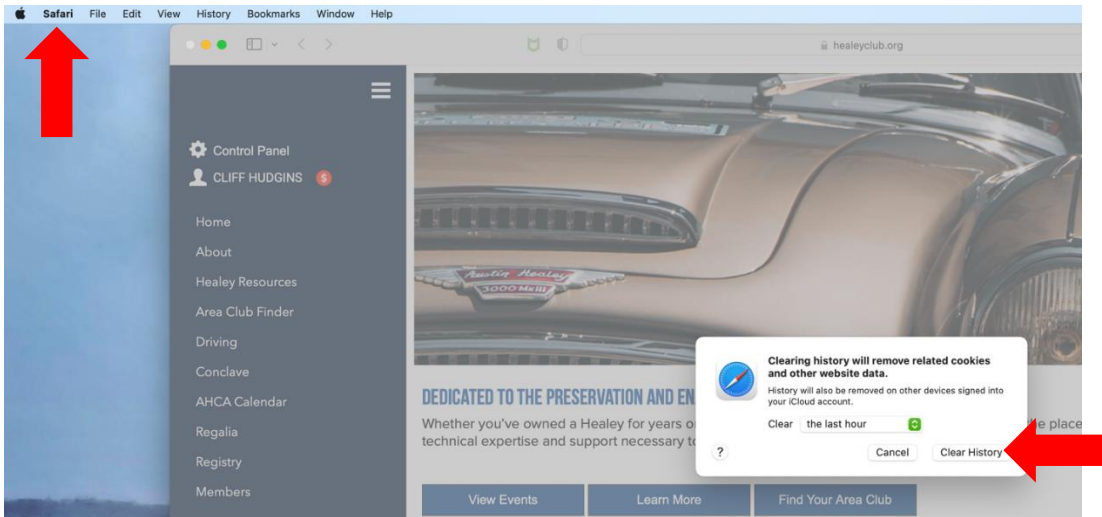 Safari File Edit View History Bookmarks Window Help
healeyclub.org
Control Panel
CLIFF HUDGINS S
Home
About
Healey Resources
Area Club Finder
Driving
Conclave
AHCA Calendar
Regalia
Registry
Members
Austin Healey
3000 Mk III
DEDICATED TO THE PRESERVATION AND EN
Whether you've owned a Healey for years o
e place
technical expertise and support necessary to
View Events Learn More Find Your Area Club
Clearing history will remove related cookies
and other website data.
History will also be removed on other devices signed into
your iCloud account.
Clear the last hour
? Cancel Clear History